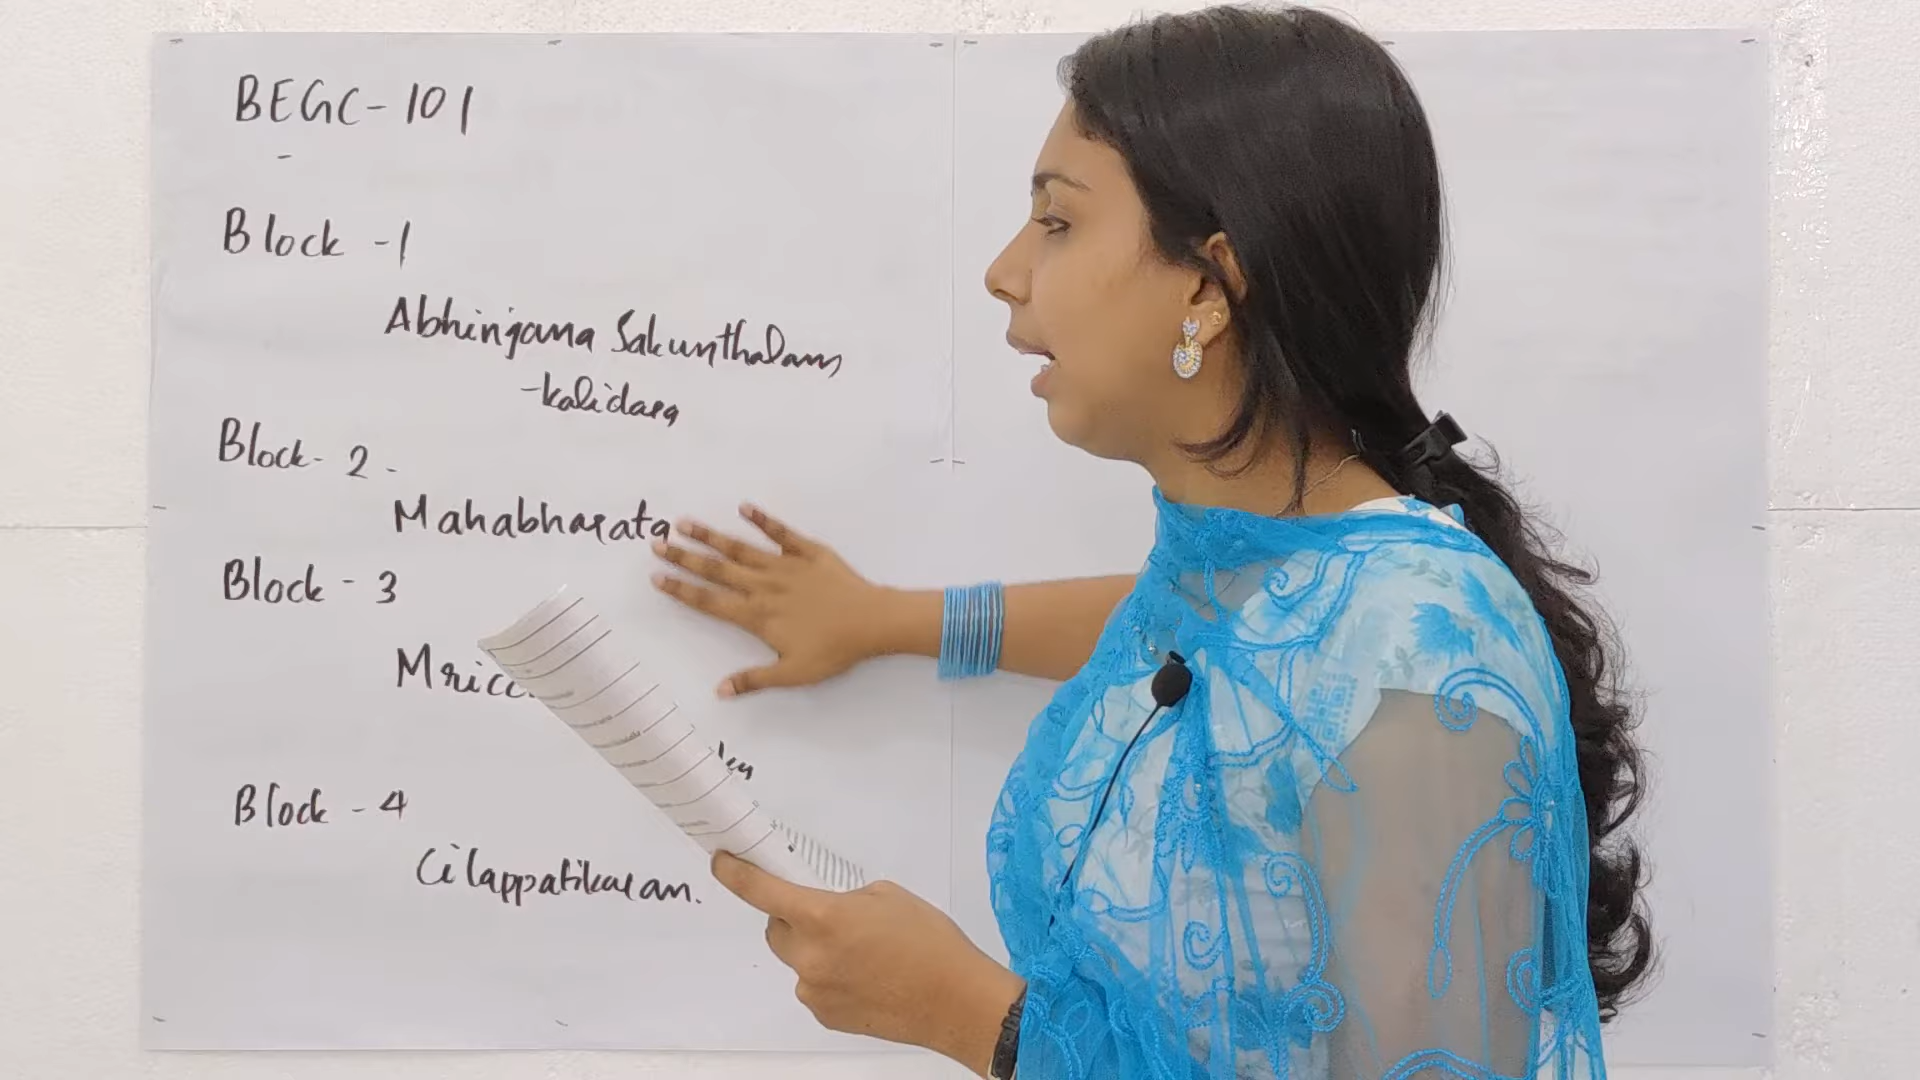 BEGC-101
Block -1
Abhinjana Sakunthalam
-kalidasa
Block- 2 -
Mahabharata
Block - 3
Block - 4
Cilappatikaram.